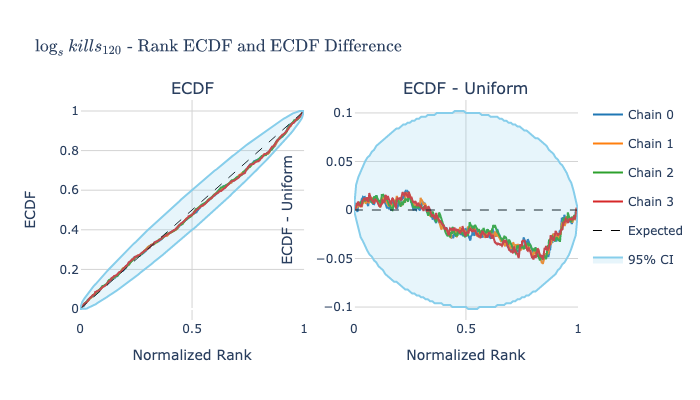 log_s kills_120 - Rank ECDF and ECDF Difference
ECDF
ECDF - Uniform
ECDF
1
0.8
0.6
0.4
0.2
0
0
0.5
1
Normalized Rank
ECDF - Uniform
0.1
0.05
0
−0.05
−0.1
0
0.5
1
Normalized Rank
Chain 0
Chain 1
Chain 2
Chain 3
Expected
95% CI